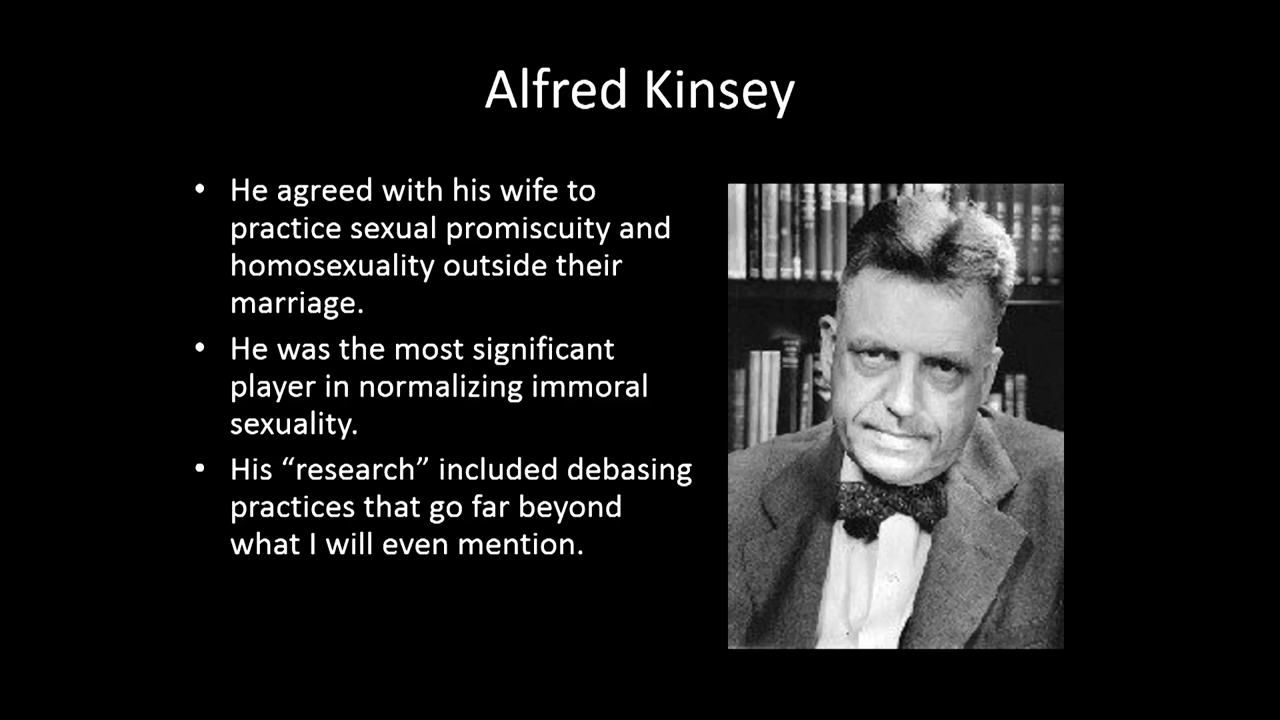 Alfred Kinsey
• He agreed with his wife to
practice sexual promiscuity and
homosexuality outside their
marriage.
• He was the most significant
player in normalizing immoral
sexuality.
• His “research” included debasing
practices that go far beyond
what I will even mention.